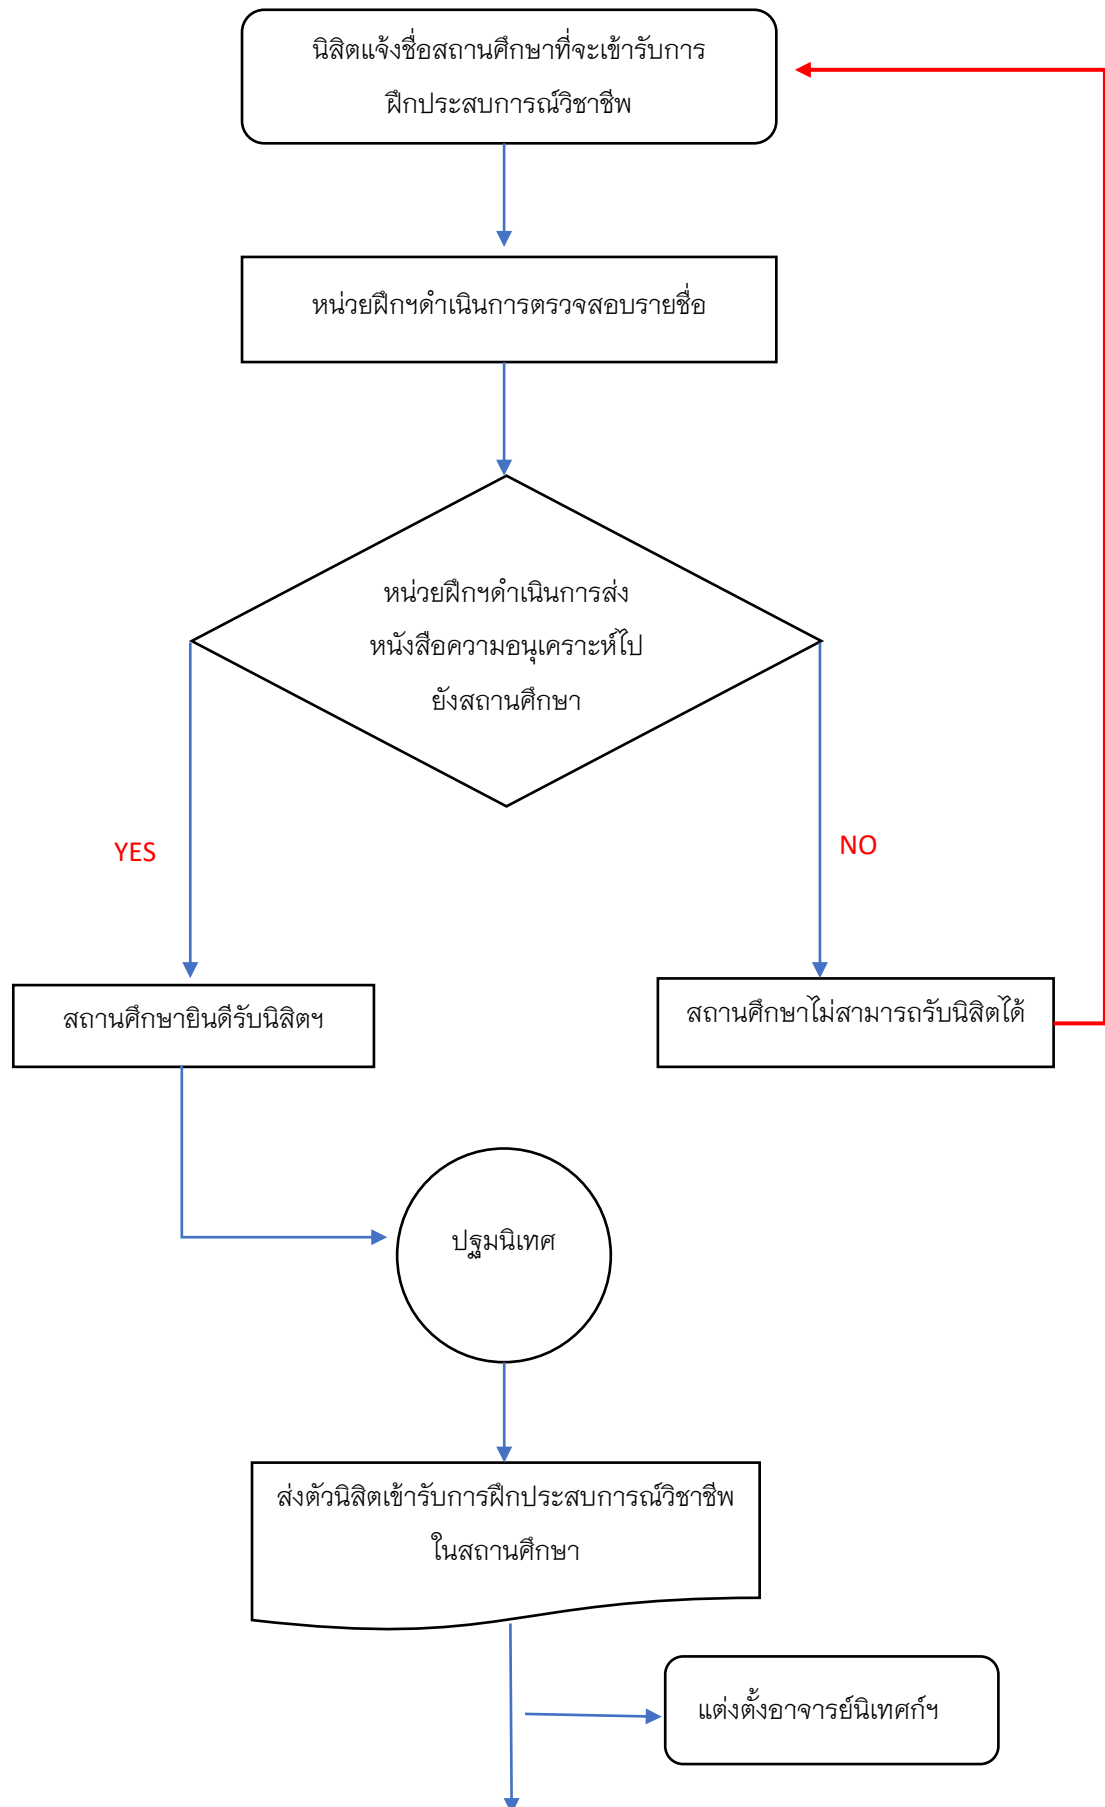 นิสิตแจ้งชื่อสถานศึกษาที่จะเข้ารับการ
ฝึกประสบการณ์วิชาชีพ
หน่วยฝึกฯดำเนินการตรวจสอบรายชื่อ
หน่วยฝึกฯดำเนินการส่ง
หนังสือความอนุเคราะห์ไป
ยังสถานศึกษา
YES
NO
สถานศึกษายินดีรับนิสิตฯ
สถานศึกษาไม่สามารถรับนิสิตได้
ปฐมนิเทศ
ส่งตัวนิสิตเข้ารับการฝึกประสบการณ์วิชาชีพ
ในสถานศึกษา
แต่งตั้งอาจารย์นิเทศก์ฯ